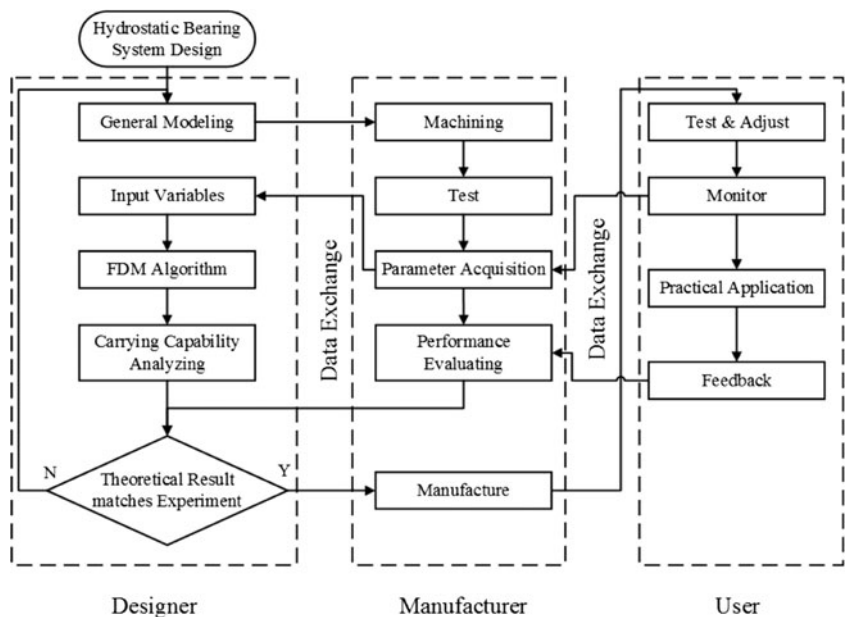 Hydrostatic Bearing
System Design
General Modeling
Machining
Test & Adjust
Input Variables
Test
Monitor
FDM Algorithm
Parameter Acquisition
Practical Application
Carrying Capability
Analyzing
Performance
Evaluating
Feedback
Data Exchange
Data Exchange
N
Theoretical Result
matches Experiment
Y
Manufacture
Designer
Manufacturer
User